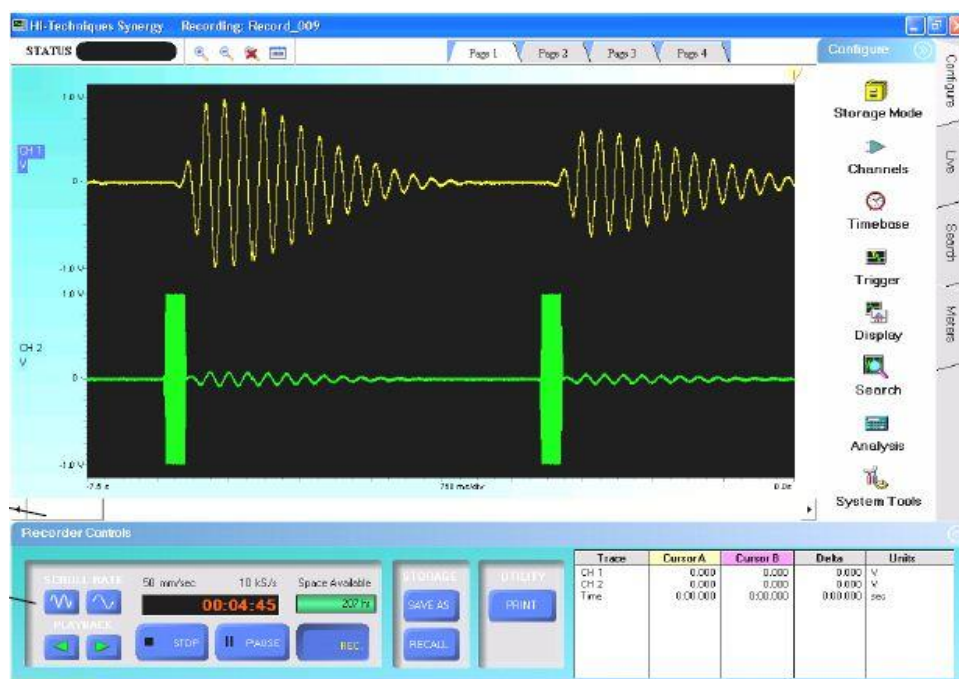 HI-Techniques Synergy Recording: Record_009
STATUS
Page 1 Page 2 Page 3 Page 4
Configure
Storage Mode
Channels
Timebase
Trigger
Display
Search
Analysis
System Tools
Configure
Live
Search
Meters
1.0 V
CH 1
V
0
-1.0 V
1.0 V
CH 2
V
0
-1.0 V
-7.5 s 750 ms/div 0.0s
Recorder Controls
SCROLL RATE
50 mm/sec 10 kS/s Space Available
00:04:45 207 hr
PLAYBACK
STOP PAUSE REC.
STORAGE
SAVE AS
RECALL
UTILITY
PRINT
Trace Cursor A Cursor B Delta Units
CH 1 0.000 0.000 0.000 V
CH 2 0.000 0.000 0.000 V
Time 0:00.000 0:00.000 0:00.000 sec